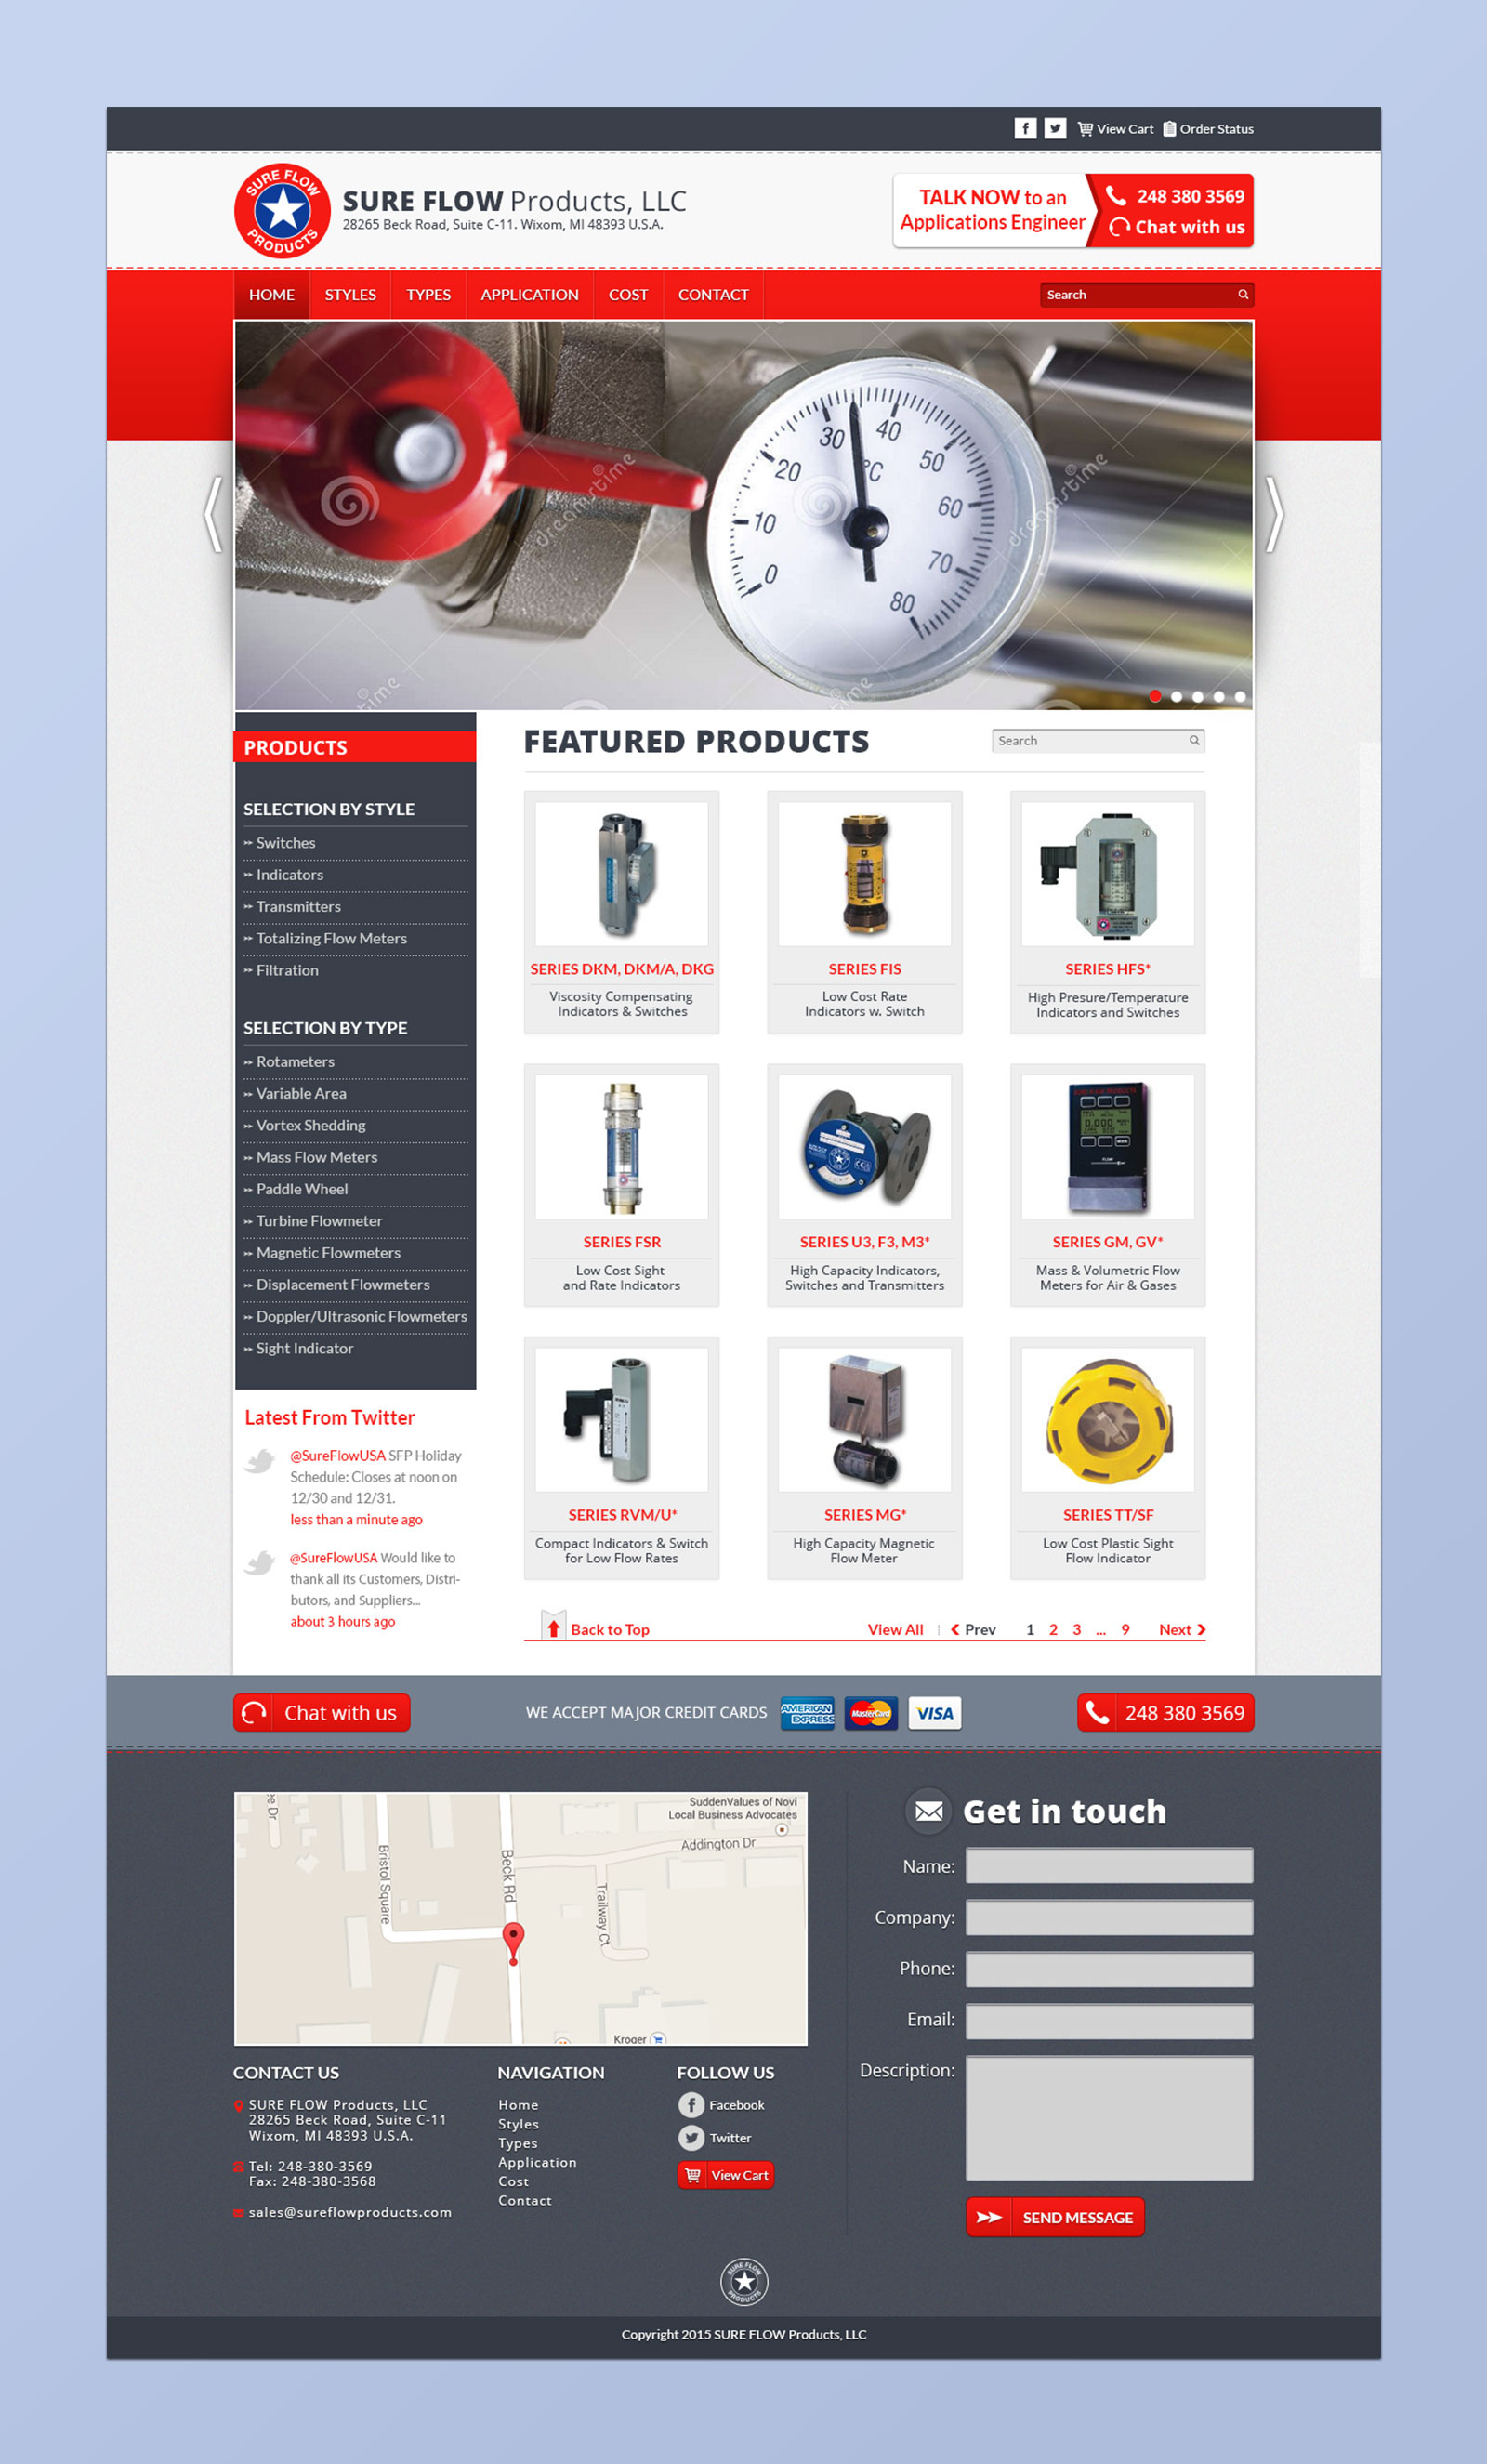 View Cart Order Status
SURE FLOW
PRODUCTS
SURE FLOW Products, LLC
28265 Beck Road, Suite C-11. Wixom, MI 48393 U.S.A.
TALK NOW to an
Applications Engineer
248 380 3569
Chat with us
HOME STYLES TYPES APPLICATION COST CONTACT
Search
0 10 20 30 40 50 60 70 80
°C
dreamstime
dreamstime
PRODUCTS
SELECTION BY STYLE
Switches
Indicators
Transmitters
Totalizing Flow Meters
Filtration
SELECTION BY TYPE
Rotameters
Variable Area
Vortex Shedding
Mass Flow Meters
Paddle Wheel
Turbine Flowmeter
Magnetic Flowmeters
Displacement Flowmeters
Doppler/Ultrasonic Flowmeters
Sight Indicator
Latest From Twitter
@SureFlowUSA SFP Holiday
Schedule: Closes at noon on
12/30 and 12/31.
less than a minute ago
@SureFlowUSA Would like to
thank all its Customers, Distri-
butors, and Suppliers...
about 3 hours ago
FEATURED PRODUCTS
Search
SERIES DKM, DKM/A, DKG
Viscosity Compensating
Indicators & Switches
SERIES FIS
Low Cost Rate
Indicators w. Switch
SERIES HFS*
High Presure/Temperature
Indicators and Switches
SERIES FSR
Low Cost Sight
and Rate Indicators
SERIES U3, F3, M3*
High Capacity Indicators,
Switches and Transmitters
0.000
SERIES GM, GV*
Mass & Volumetric Flow
Meters for Air & Gases
SERIES RVM/U*
Compact Indicators & Switch
for Low Flow Rates
SERIES MG*
High Capacity Magnetic
Flow Meter
SERIES TT/SF
Low Cost Plastic Sight
Flow Indicator
Back to Top
View All | Prev 1 2 3 ... 9 Next
Chat with us
WE ACCEPT MAJOR CREDIT CARDS
AMERICAN EXPRESS
MasterCard
VISA
248 380 3569
ee Dr
Bristol Square
Beck Rd
Trailway Ct
SuddenValues of Novi
Local Business Advocates
Addington Dr
Kroger
CONTACT US
SURE FLOW Products, LLC
28265 Beck Road, Suite C-11
Wixom, MI 48393 U.S.A.
Tel: 248-380-3569
Fax: 248-380-3568
sales@sureflowproducts.com
NAVIGATION
Home
Styles
Types
Application
Cost
Contact
FOLLOW US
Facebook
Twitter
View Cart
Get in touch
Name:
Company:
Phone:
Email:
Description:
SEND MESSAGE
SURE FLOW
PRODUCTS
Copyright 2015 SURE FLOW Products, LLC